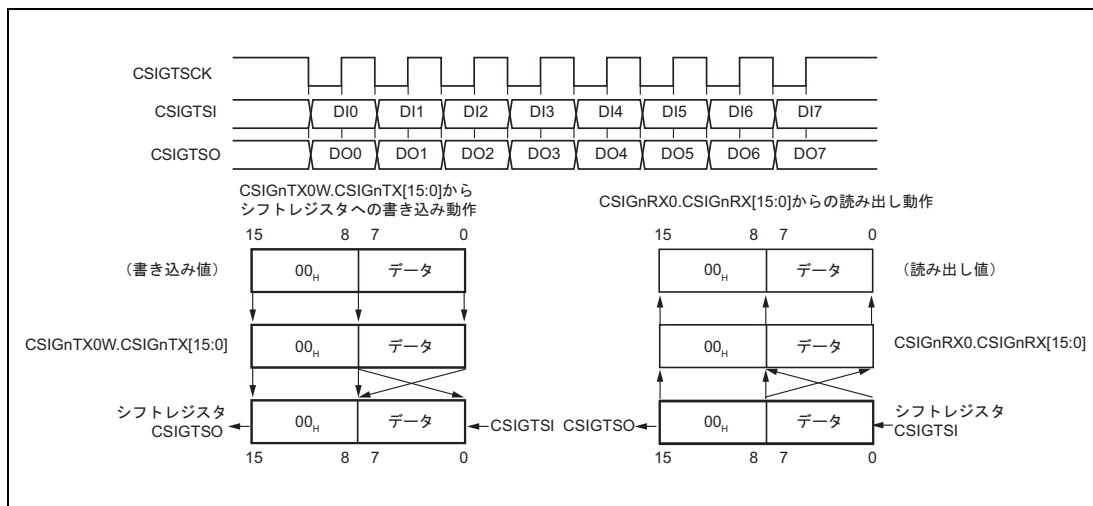 CSIGTSCK
CSIGTSI DI0 DI1 DI2 DI3 DI4 DI5 DI6 DI7
CSIGTSO DO0 DO1 DO2 DO3 DO4 DO5 DO6 DO7
CSIGnTX0W.CSIGnTX[15:0]から
シフトレジスタへの書き込み動作
CSIGnRX0.CSIGnRX[15:0]からの読み出し動作
15 8 7 0
15 8 7 0
(書き込み値) 00H データ
00H データ (読み出し値)
CSIGnTX0W.CSIGnTX[15:0] 00H データ
00H データ CSIGnRX0.CSIGnRX[15:0]
シフトレジスタ
CSIGTSO 00H データ CSIGTSI
CSIGTSO 00H データ シフトレジスタ
CSIGTSI
15 8 7 0
15 8 7 0